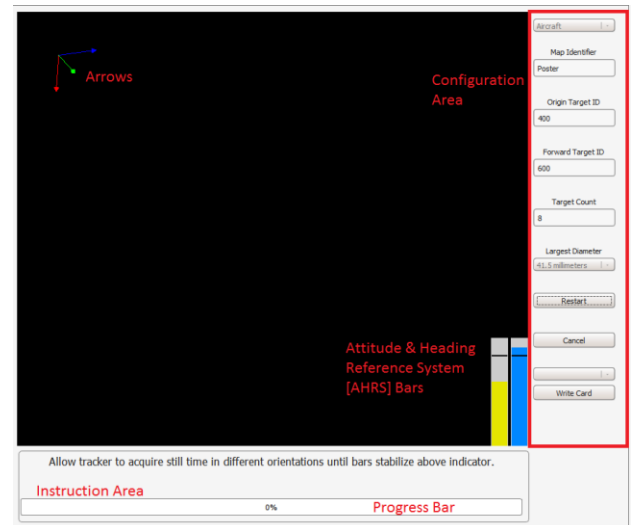 Aircraft
Map Identifier
Poster
Origin Target ID
400
Forward Target ID
600
Target Count
8
Largest Diameter
41.5 millimeters
Restart
Cancel
Write Card
Arrows
Configuration
Area
Attitude & Heading
Reference System
[AHRS] Bars
Allow tracker to acquire still time in different orientations until bars stabilize above indicator.
Instruction Area
0%
Progress Bar